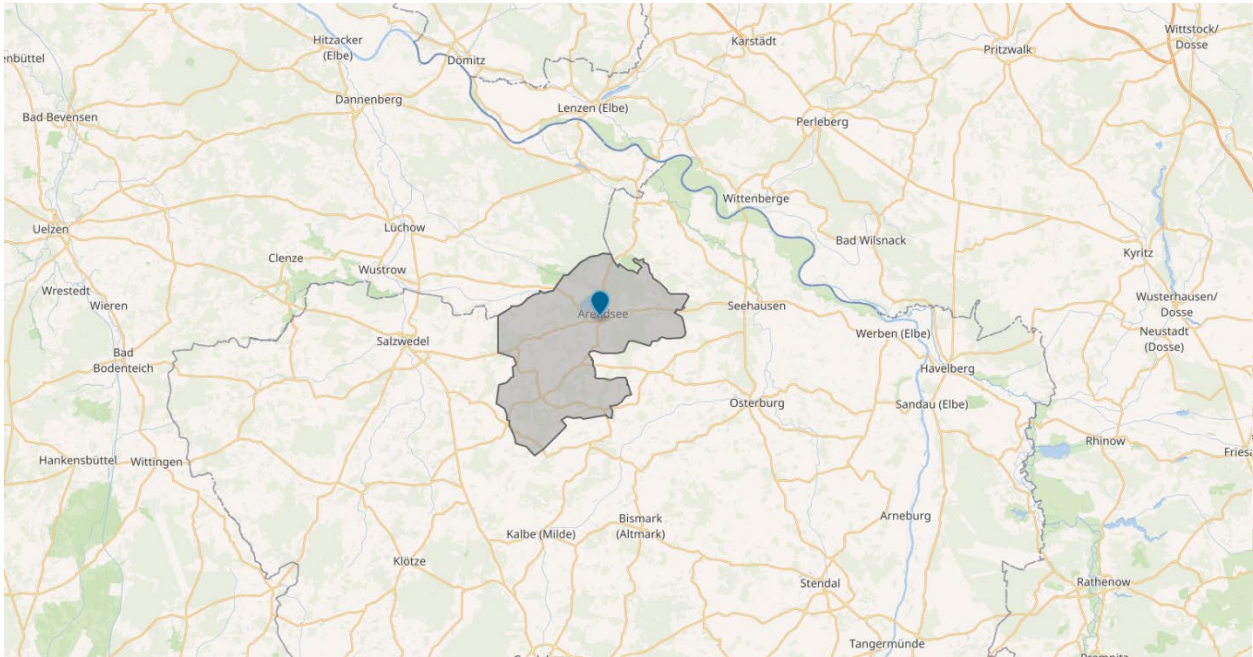 Hitzacker
(Elbe)
Dömitz
Karstädt
Pritzwalk
Wittstock/
Dosse
enbüttel
Dannenberg
Lenzen (Elbe)
Bad Bevensen
Perleberg
Wittenberge
Uelzen
Lüchow
Bad Wilsnack
Clenze
Wustrow
Kyritz
Wrestedt
Wieren
Arendsee
Seehausen
Wusterhausen/
Dosse
Neustadt
(Dosse)
Salzwedel
Werben (Elbe)
Bad
Bodenteich
Havelberg
Osterburg
Sandau (Elbe)
Rhinow
Friesa
Hankensbüttel
Wittingen
Arneburg
Bismark
(Altmark)
Kalbe (Milde)
Klötze
Stendal
Rathenow
Tangermünde